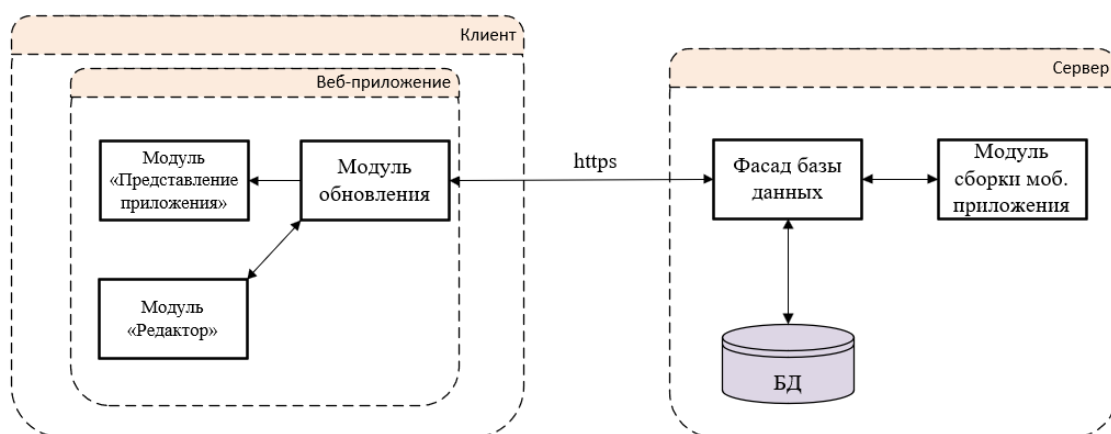 Клиент
Веб-приложение
Модуль
«Представление
приложения»
Модуль
обновления
Модуль
«Редактор»
https
Сервер
Фасад базы
данных
Модуль
сборки моб.
приложения
БД